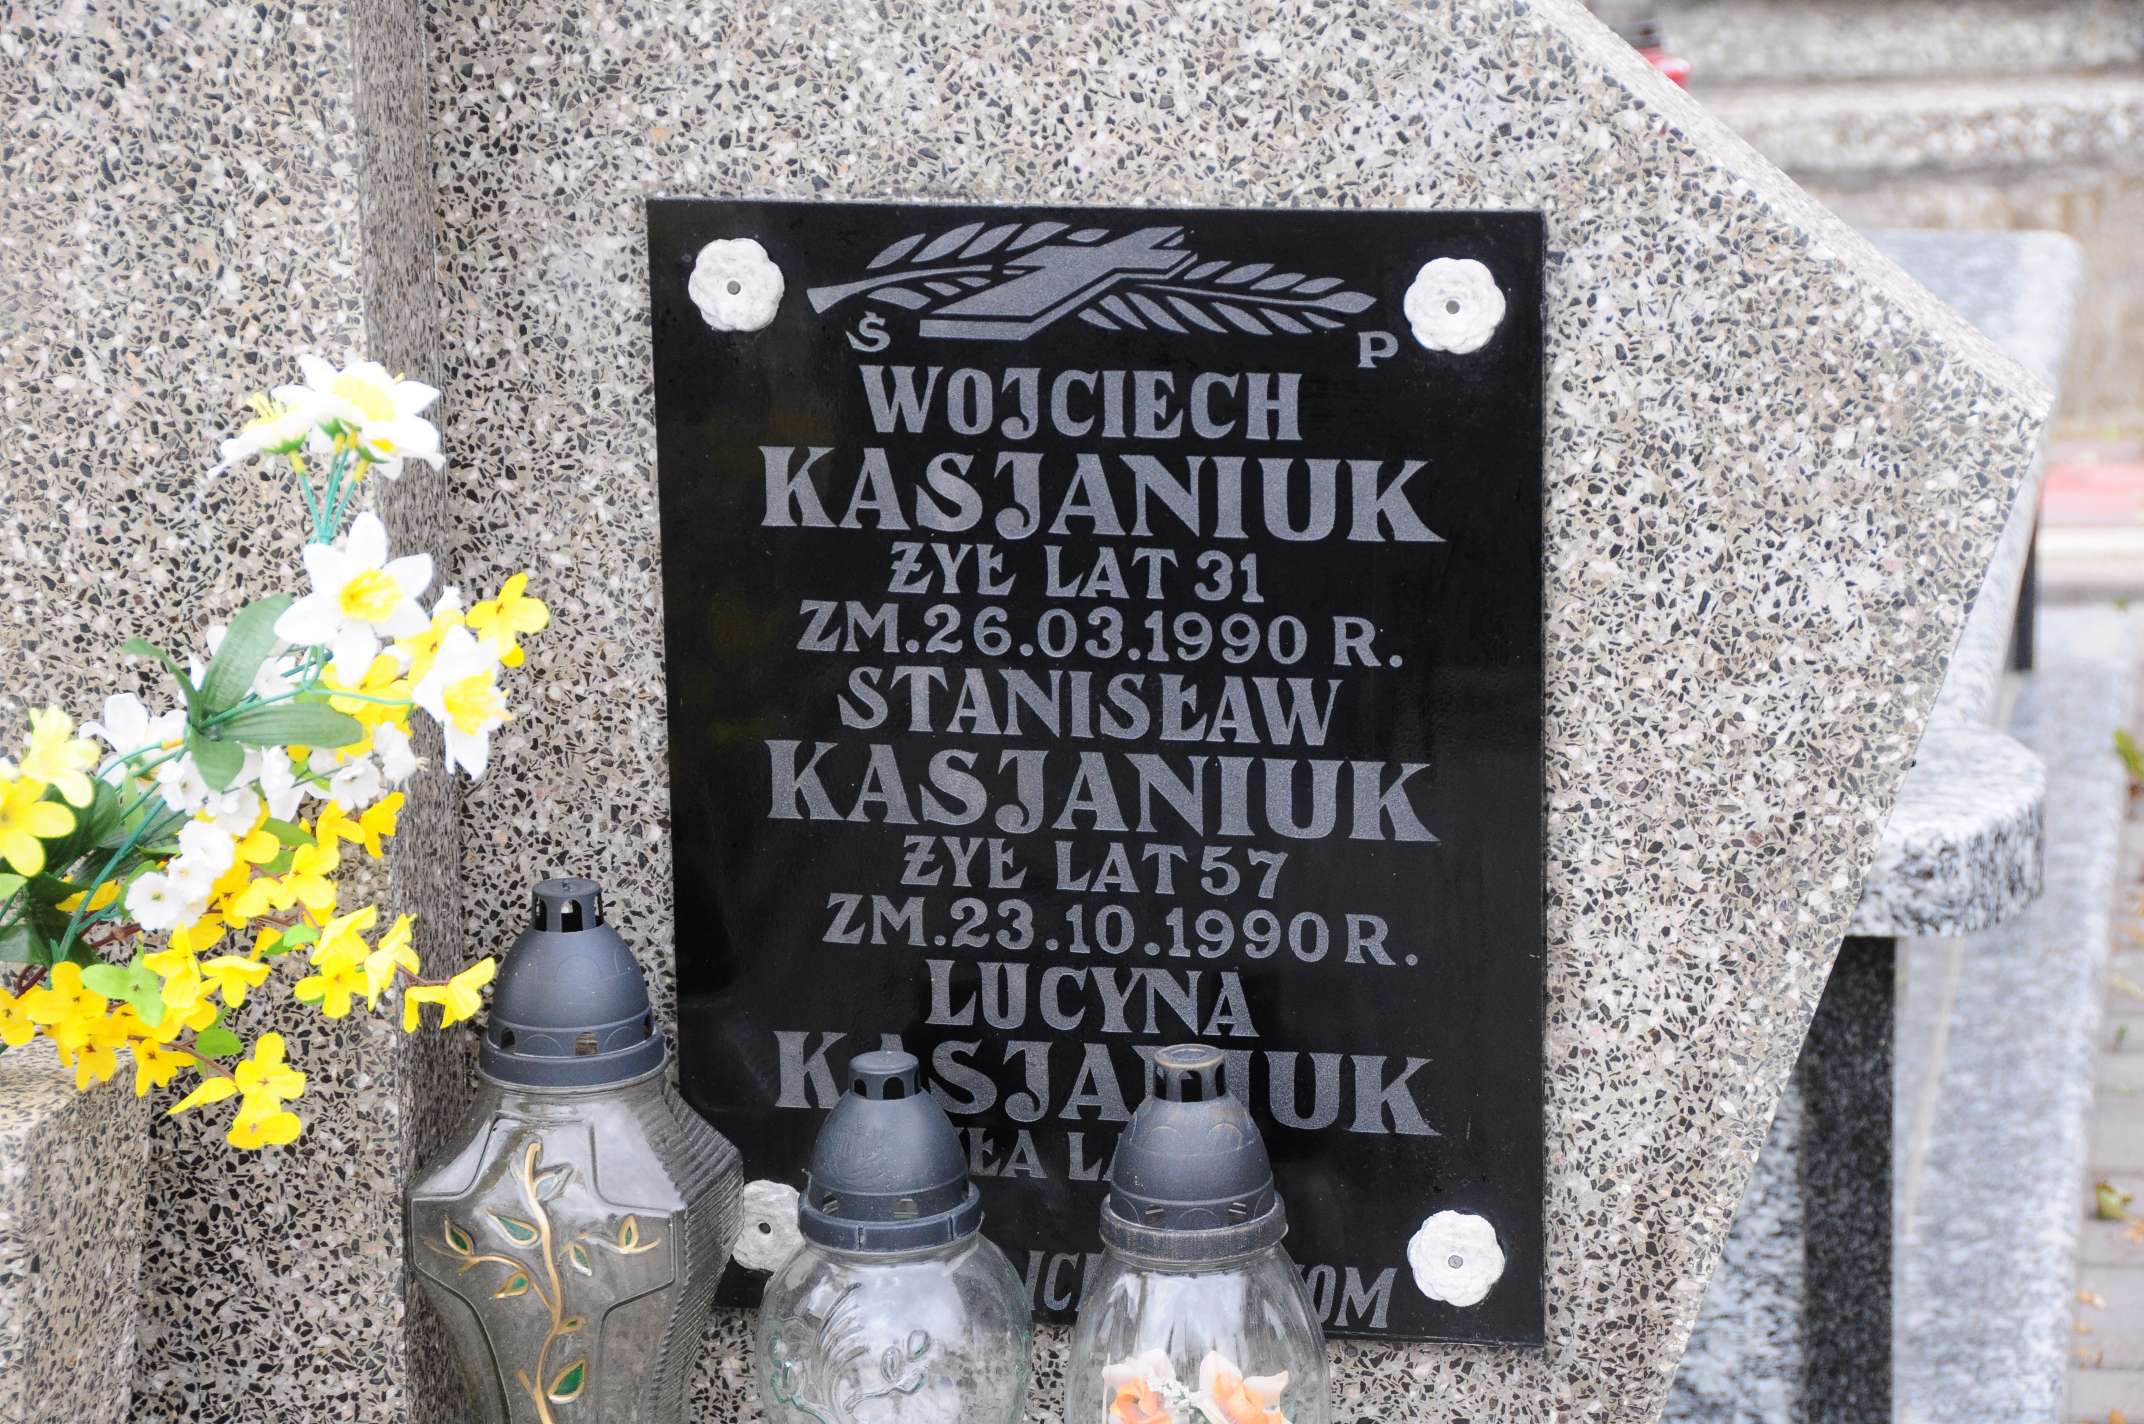 Ś P
WOJCIECH
KASJANIUK
ŻYŁ LAT 31
ZM. 26.03.1990 R.
STANISŁAW
KASJANIUK
ŻYŁ LAT 57
ZM. 23.10.1990 R.
LUCYNA
KASJANIUK